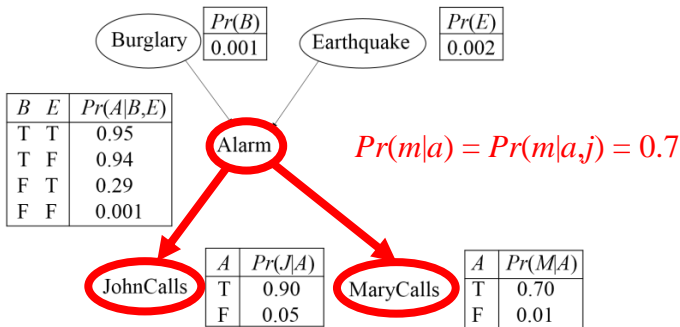 Burglary
Pr(B)
0.001
Earthquake
Pr(E)
0.002
B E Pr(A|B,E)
T T 0.95
T F 0.94
F T 0.29
F F 0.001
Alarm
Pr(m|a) = Pr(m|a,j) = 0.7
JohnCalls
A Pr(J|A)
T 0.90
F 0.05
MaryCalls
A Pr(M|A)
T 0.70
F 0.01